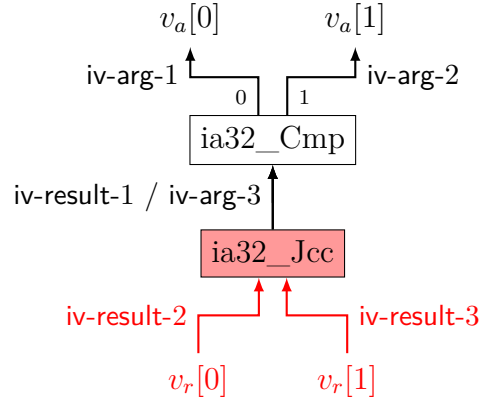 v_a[0] v_a[1]
iv-arg-1 iv-arg-2
0 1
ia32_Cmp
iv-result-1 / iv-arg-3
ia32_Jcc
iv-result-2 iv-result-3
v_r[0] v_r[1]